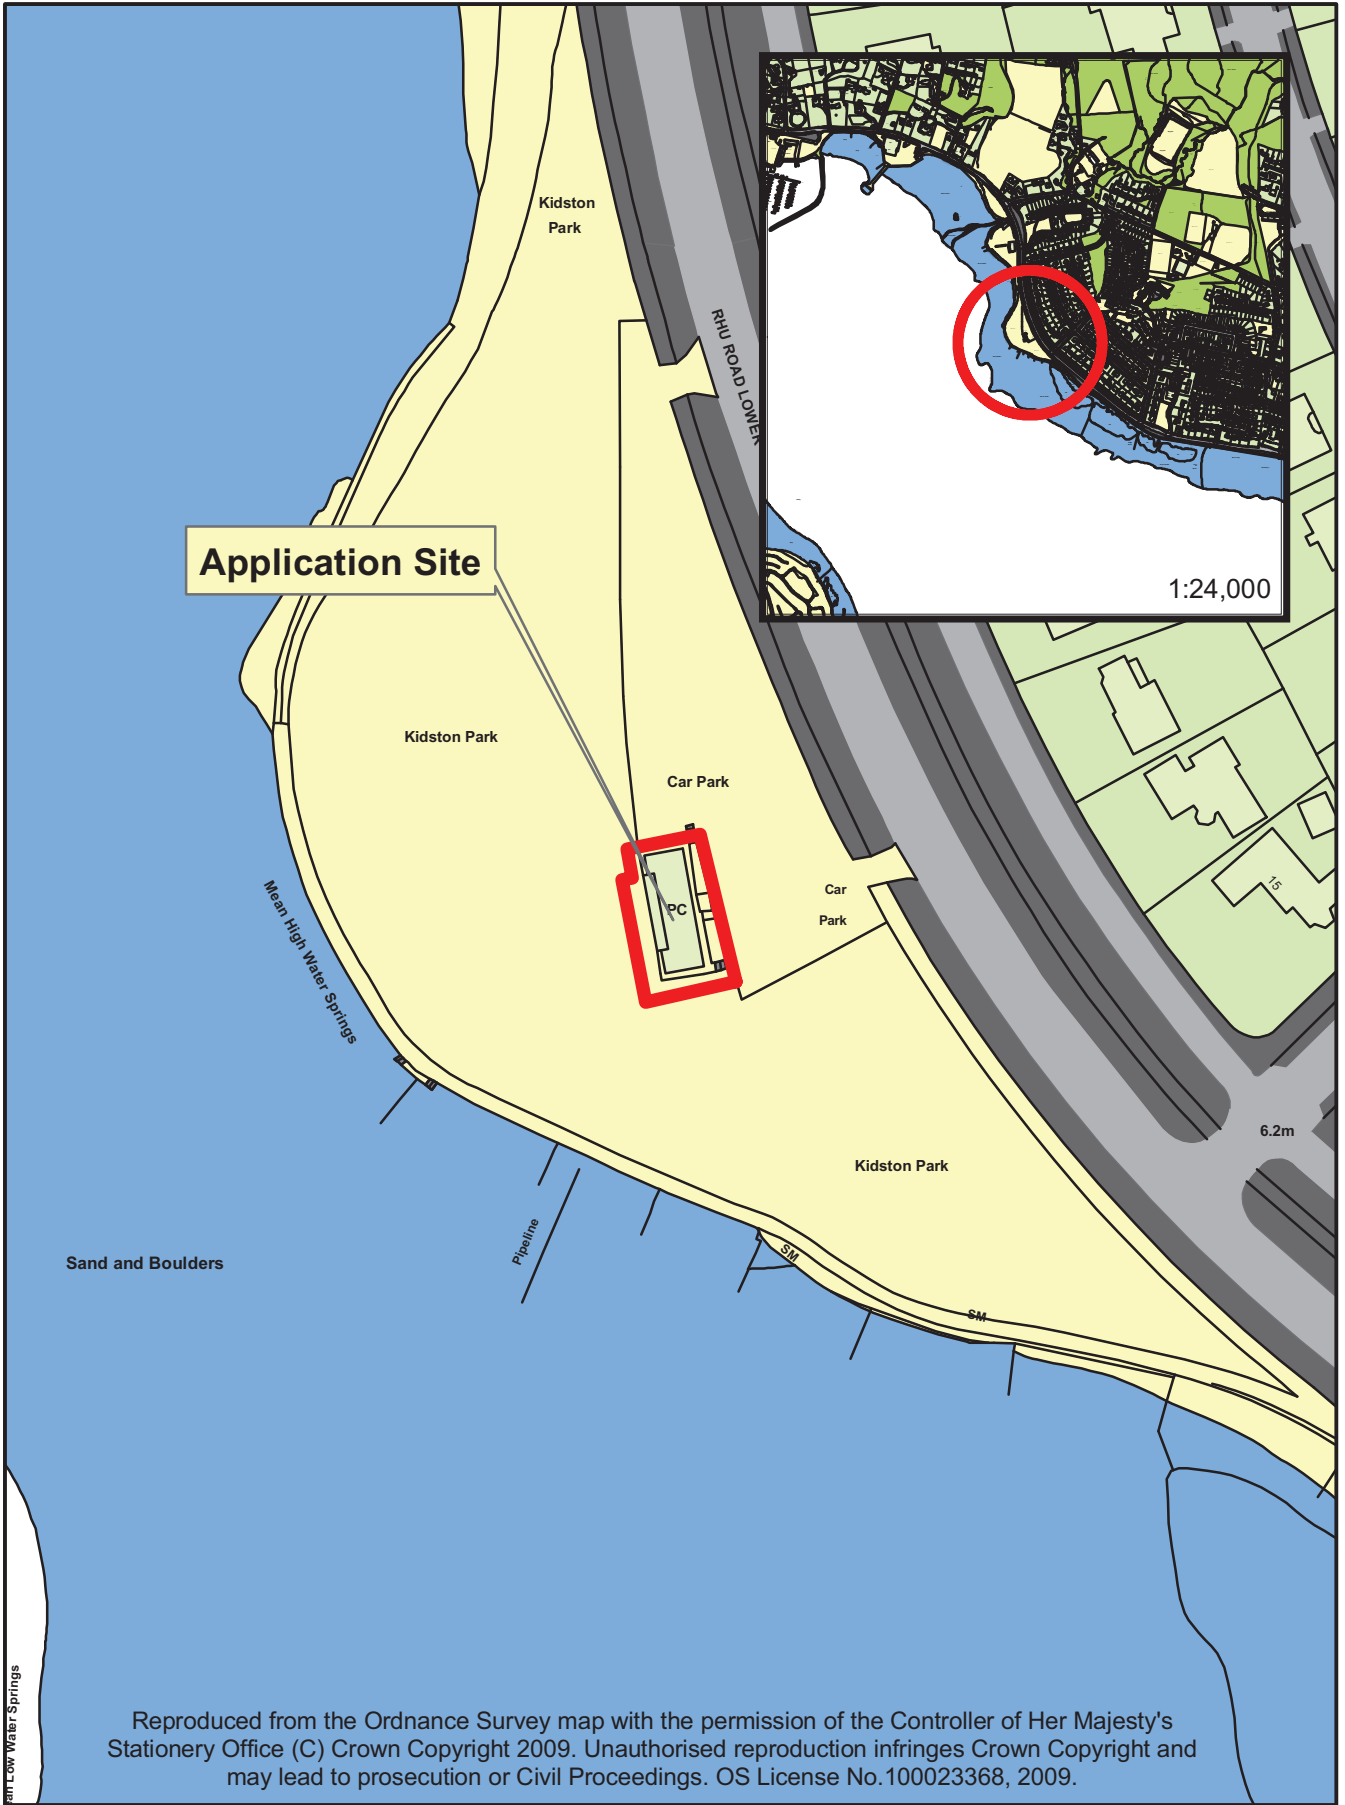 Kidston
Park
RHU ROAD LOWER
1:24,000
Application Site
Kidston Park
Car Park
Car
Park
PC
15
Mean High Water Springs
6.2m
Kidston Park
Pipeline
SM
SM
Sand and Boulders
Low Water Springs
Reproduced from the Ordnance Survey map with the permission of the Controller of Her Majesty's
Stationery Office (C) Crown Copyright 2009. Unauthorised reproduction infringes Crown Copyright and
may lead to prosecution or Civil Proceedings. OS License No.100023368, 2009.